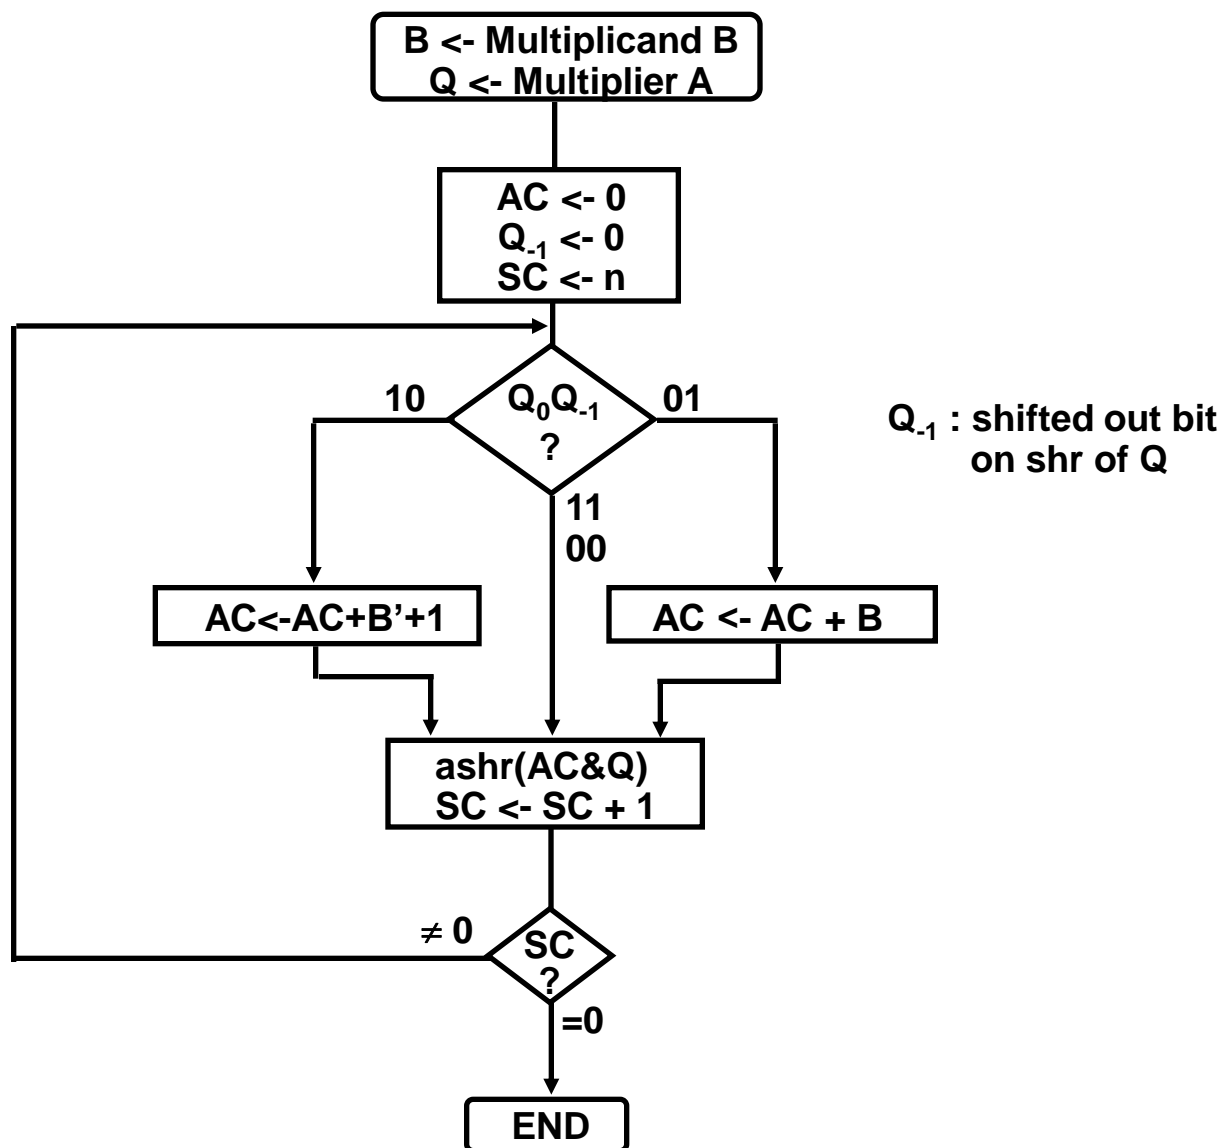 B <- Multiplicand B
Q <- Multiplier A
AC <- 0
Q₋₁ <- 0
SC <- n
10
Q₀Q₋₁
?
01
Q₋₁ : shifted out bit
on shr of Q
11
00
AC<-AC+B’+1
AC <- AC + B
ashr(AC&Q)
SC <- SC + 1
≠ 0
SC
?
=0
END